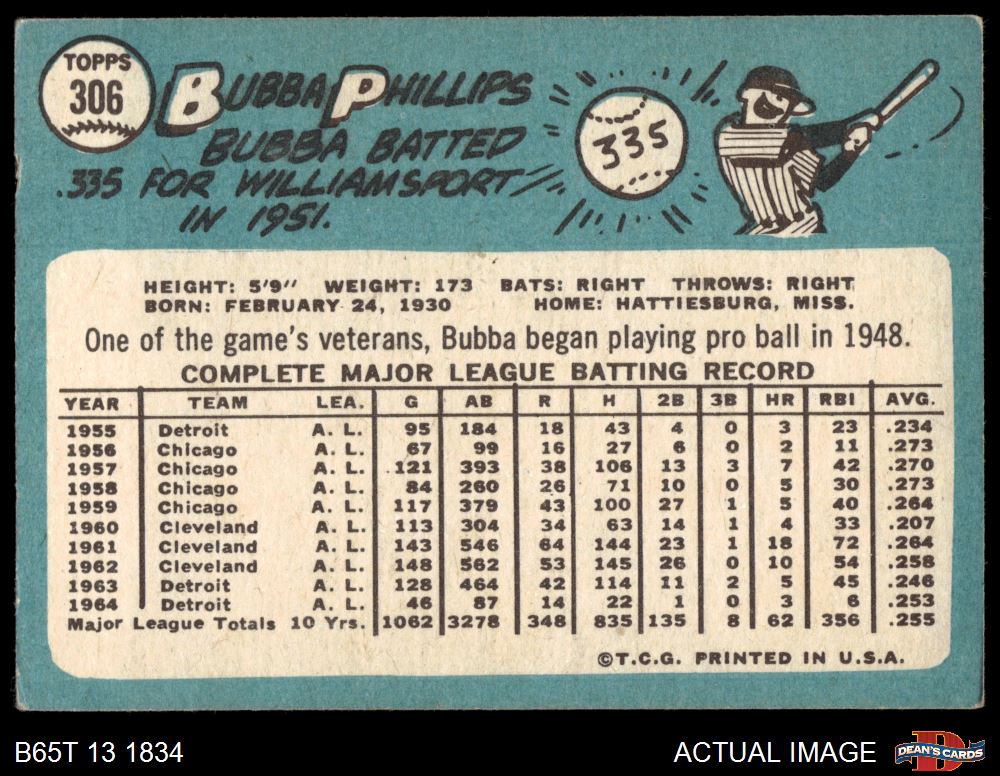 TOPPS
306
BUBBA PHILLIPS
BUBBA BATTED
.335 FOR WILLIAMSPORT
IN 1951.
335
HEIGHT: 5'9" WEIGHT: 173 BATS: RIGHT THROWS: RIGHT
BORN: FEBRUARY 24, 1930 HOME: HATTIESBURG, MISS.
One of the game's veterans, Bubba began playing pro ball in 1948.
COMPLETE MAJOR LEAGUE BATTING RECORD
YEAR TEAM LEA. G AB R H 2B 3B HR RBI AVG.
1955 Detroit A. L. 95 184 18 43 4 0 3 23 .234
1956 Chicago A. L. 67 99 16 27 6 0 2 11 .273
1957 Chicago A. L. 121 393 38 106 13 3 7 42 .270
1958 Chicago A. L. 84 260 26 71 10 0 5 30 .273
1959 Chicago A. L. 117 379 43 100 27 1 5 40 .264
1960 Cleveland A. L. 113 304 34 63 14 1 4 33 .207
1961 Cleveland A. L. 143 546 64 144 23 1 18 72 .264
1962 Cleveland A. L. 148 562 53 145 26 0 10 54 .258
1963 Detroit A. L. 128 464 42 114 11 2 5 45 .246
1964 Detroit A. L. 46 87 14 22 1 0 3 6 .253
Major League Totals 10 Yrs. 1062 3278 348 835 135 8 62 356 .255
©T.C.G. PRINTED IN U.S.A.
B65T 13 1834
ACTUAL IMAGE
DEAN'S CARDS